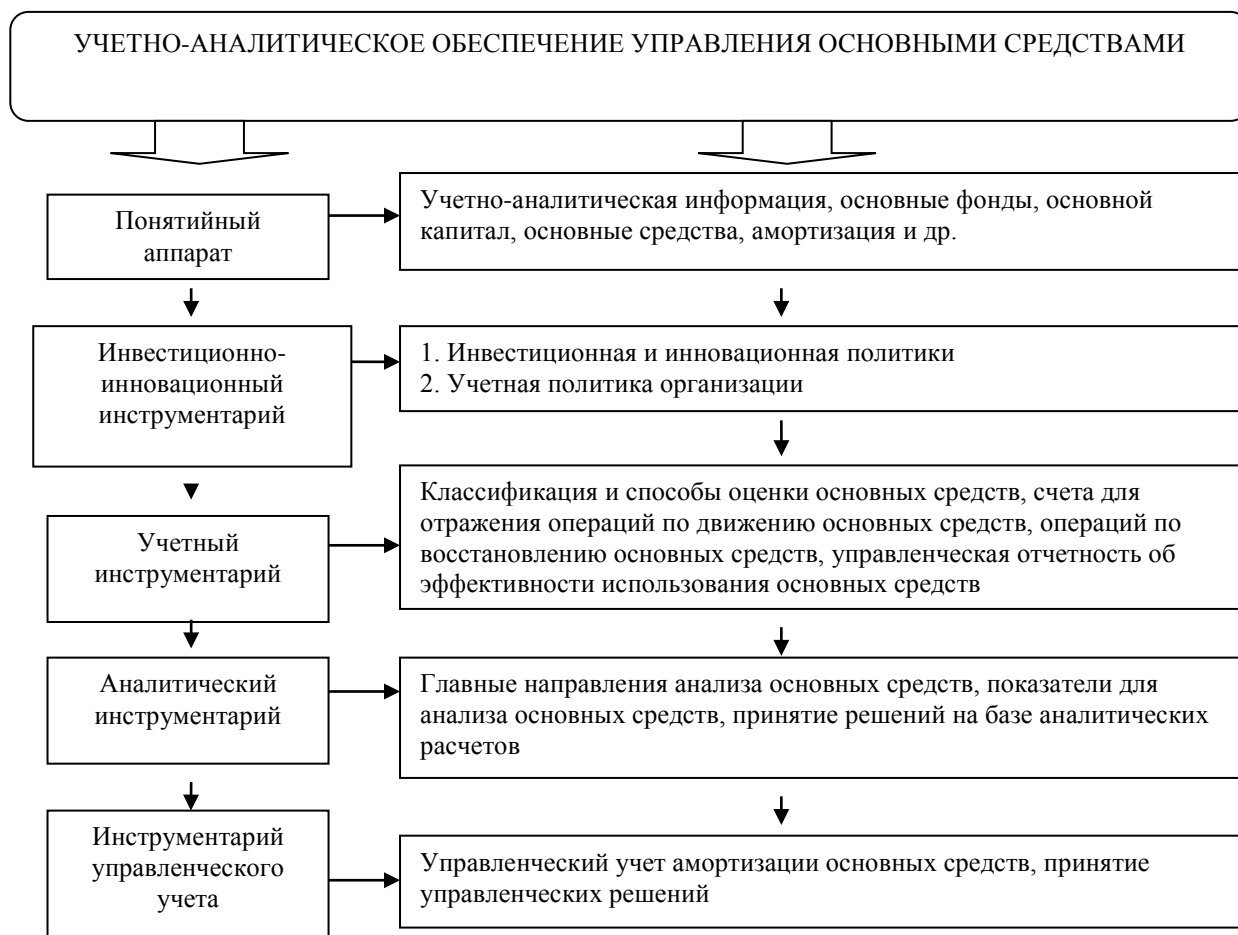 УЧЕТНО-АНАЛИТИЧЕСКОЕ ОБЕСПЕЧЕНИЕ УПРАВЛЕНИЯ ОСНОВНЫМИ СРЕДСТВАМИ
Понятийный
аппарат
Учетно-аналитическая информация, основные фонды, основной
капитал, основные средства, амортизация и др.
Инвестиционно-
инновационный
инструментарий
1. Инвестиционная и инновационная политики
2. Учетная политика организации
Учетный
инструментарий
Классификация и способы оценки основных средств, счета для
отражения операций по движению основных средств, операций по
восстановлению основных средств, управленческая отчетность об
эффективности использования основных средств
Аналитический
инструментарий
Главные направления анализа основных средств, показатели для
анализа основных средств, принятие решений на базе аналитических
расчетов
Инструментарий
управленческого
учета
Управленческий учет амортизации основных средств, принятие
управленческих решений